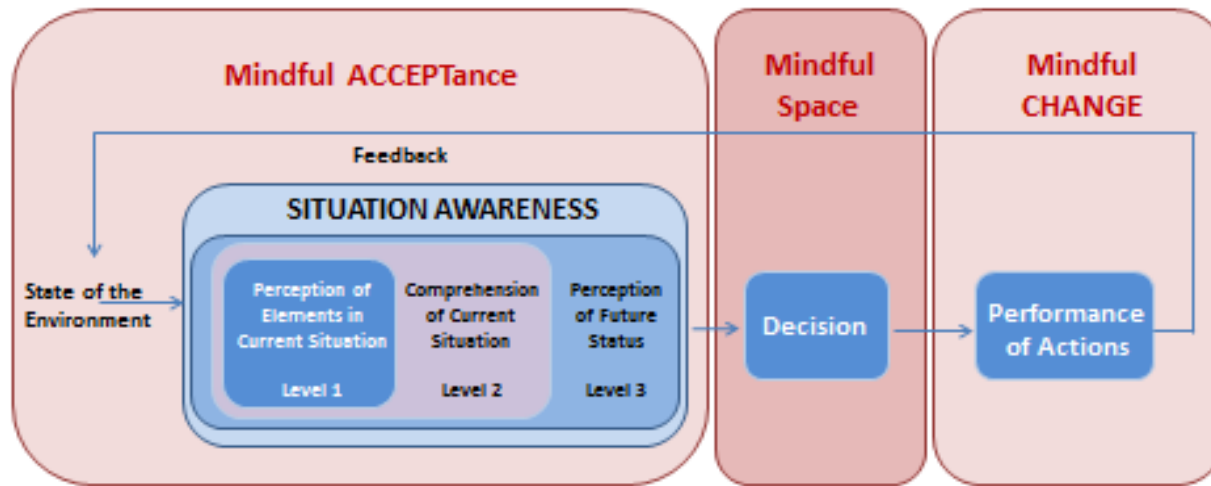 Mindful ACCEPTance
Mindful
Space
Mindful
CHANGE
Feedback
SITUATION AWARENESS
State of the
Environment
Perception of
Elements in
Current Situation
Level 1
Comprehension
of Current
Situation
Level 2
Perception
of Future
Status
Level 3
Decision
Performance
of Actions